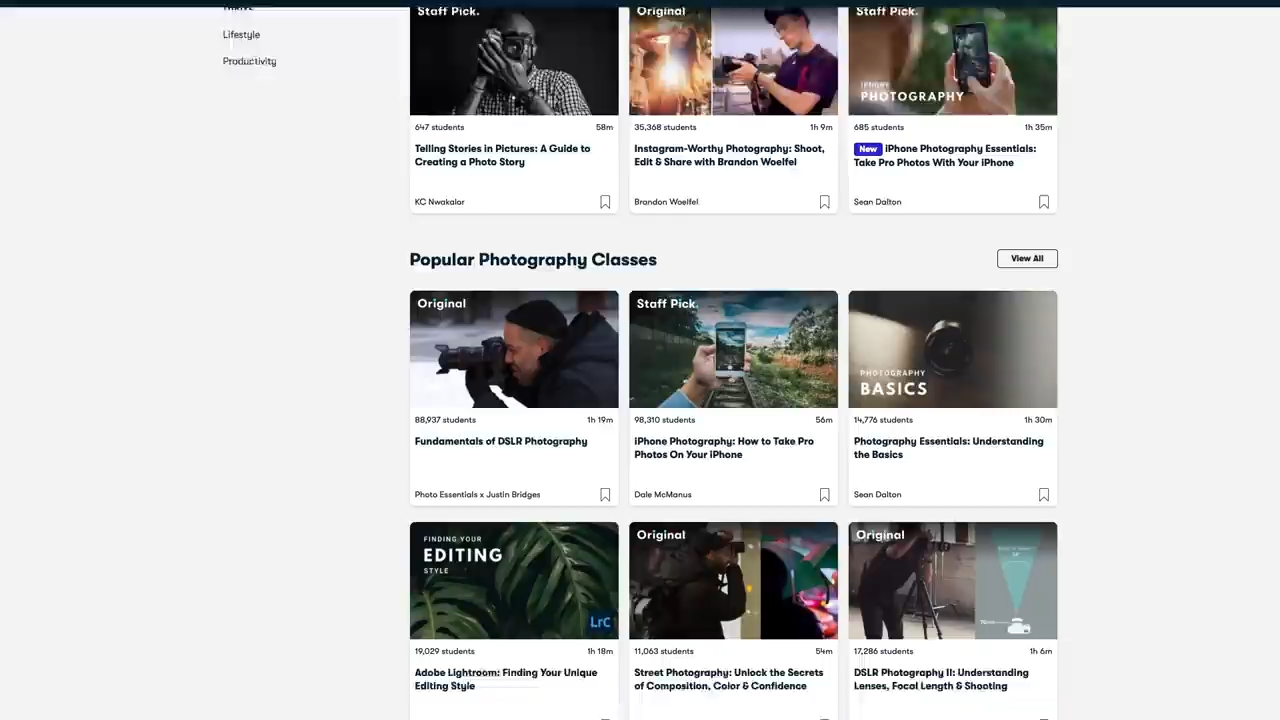 Lifestyle
Productivity
Staff Pick.
Original
Staff Pick.
IPHONE
PHOTOGRAPHY
647 students 58m
35,368 students 1h 9m
685 students 1h 35m
Telling Stories in Pictures: A Guide to
Creating a Photo Story
Instagram-Worthy Photography: Shoot,
Edit & Share with Brandon Woelfel
New iPhone Photography Essentials:
Take Pro Photos With Your iPhone
KC Nwakalor
Brandon Woelfel
Sean Dalton
Popular Photography Classes
View All
Original
Staff Pick.
PHOTOGRAPHY
BASICS
88,937 students 1h 19m
98,310 students 56m
14,776 students 1h 30m
Fundamentals of DSLR Photography
iPhone Photography: How to Take Pro
Photos On Your iPhone
Photography Essentials: Understanding
the Basics
Photo Essentials x Justin Bridges
Dale McManus
Sean Dalton
FINDING YOUR
EDITING
STYLE
LrC
Original
Original
19,029 students 1h 18m
11,063 students 54m
17,286 students 1h 6m
Adobe Lightroom: Finding Your Unique
Editing Style
Street Photography: Unlock the Secrets
of Composition, Color & Confidence
DSLR Photography II: Understanding
Lenses, Focal Length & Shooting